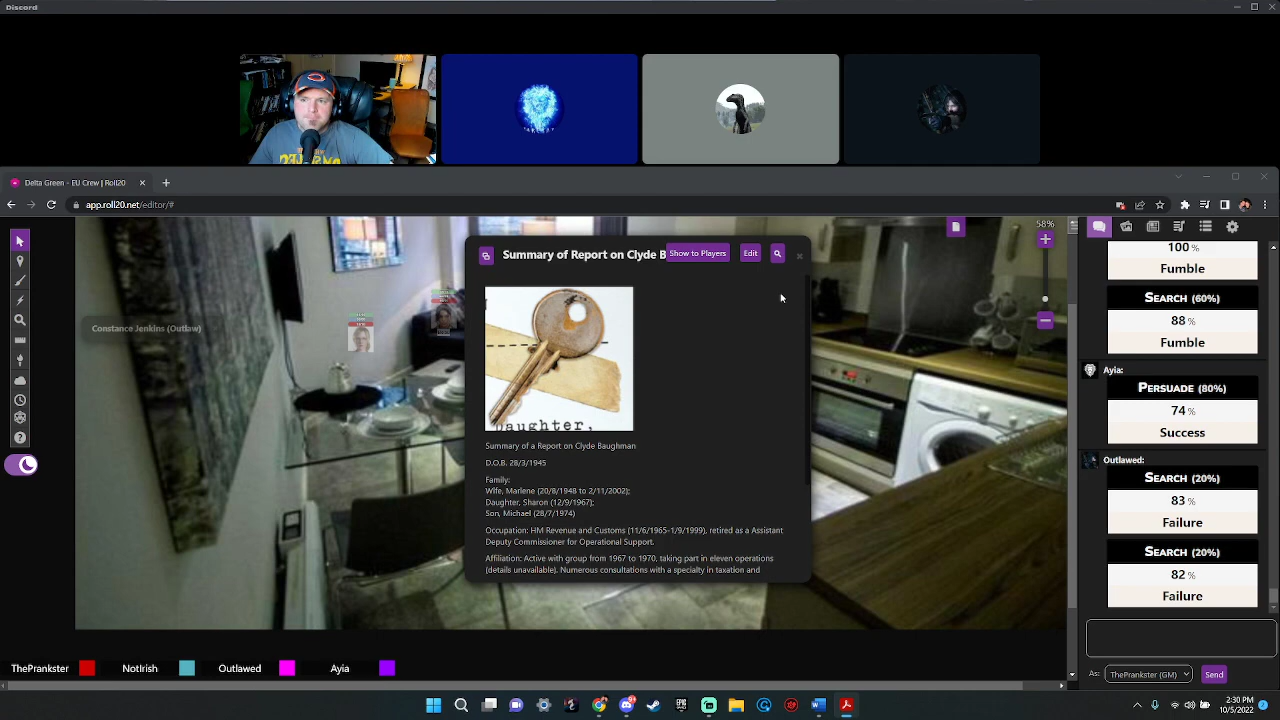 Discord
Delta Green - EU Crew | Roll20
app.roll20.net/editor/#
58%
Summary of Report on Clyde B
Show to Players
Edit
Constance Jenkins (Outlaw)
aughter,
Summary of a Report on Clyde Baughman
D.O.B. 28/3/1945
Family:
Wife, Marlene (20/8/1948 to 2/11/2002);
Daughter, Sharon (12/9/1967);
Son, Michael (28/7/1974)
Occupation: HM Revenue and Customs (11/6/1965-1/9/1999), retired as a Assistant
Deputy Commissioner for Operational Support.
Affiliation: Active with group from 1967 to 1970, taking part in eleven operations
(details unavailable). Numerous consultations with a specialty in taxation and
100 %
Fumble
Search (60%)
88 %
Fumble
Ayia:
Persuade (80%)
74 %
Success
Outlawed:
Search (20%)
83 %
Failure
Search (20%)
82 %
Failure
As: ThePrankster (GM)
Send
ThePrankster
NotIrish
Outlawed
Ayia
2:30 PM
10/5/2022